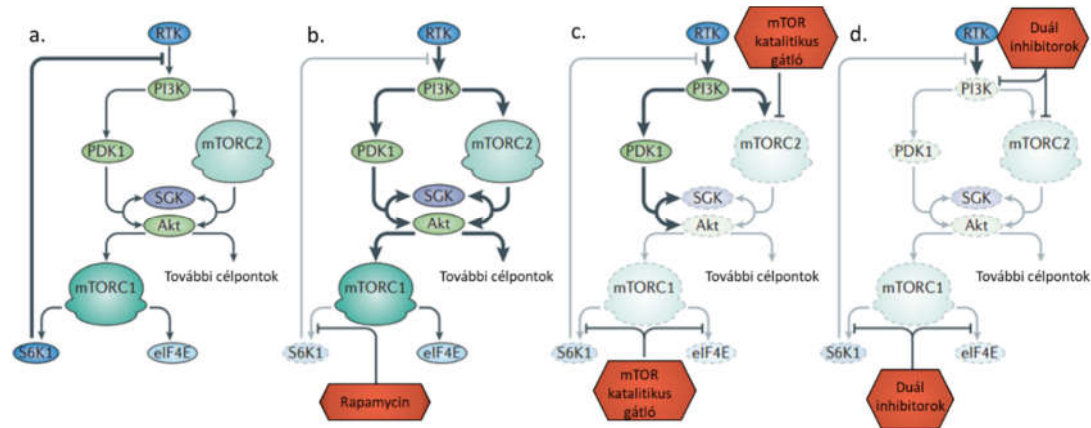 a.
RTK
PI3K
PDK1
mTORC2
SGK
Akt
További célpontok
mTORC1
S6K1
eIF4E
b.
RTK
PI3K
PDK1
mTORC2
SGK
Akt
További célpontok
mTORC1
S6K1
eIF4E
Rapamycin
c.
RTK
mTOR
katalitikus
gátló
PI3K
PDK1
mTORC2
SGK
Akt
További célpontok
mTORC1
S6K1
eIF4E
mTOR
katalitikus
gátló
d.
RTK
Duál
inhibitorok
PI3K
PDK1
mTORC2
SGK
Akt
További célpontok
mTORC1
S6K1
eIF4E
Duál
inhibitorok